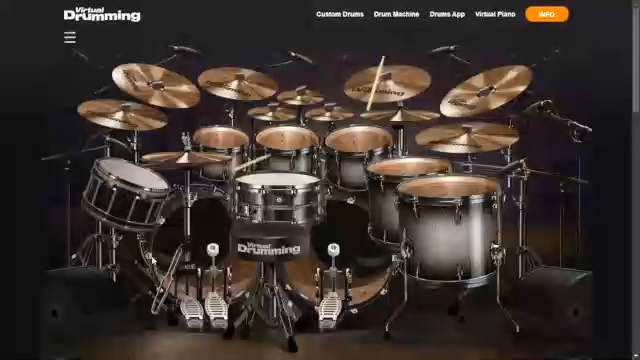 Virtual
Drumming
Custom Drums
Drum Machine
Drums App
Virtual Piano
INFO
Virtual
Drumming